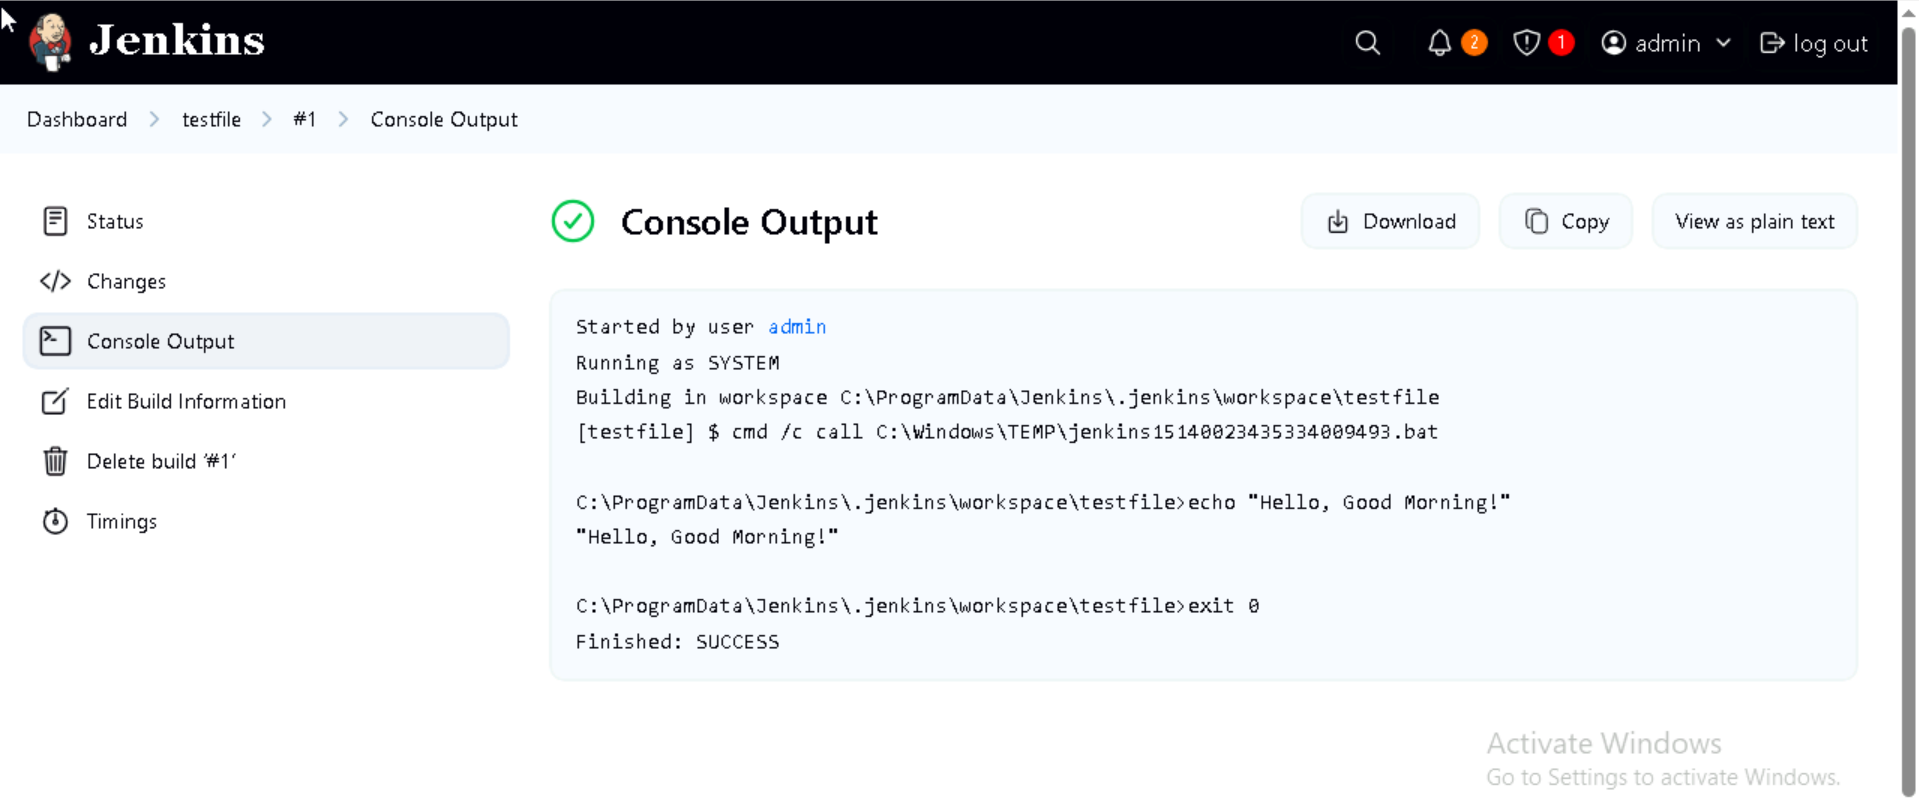 Jenkins
2
1
admin
log out
Dashboard
testfile
#1
Console Output
Status
Changes
Console Output
Edit Build Information
Delete build ‘#1’
Timings
Console Output
Download
Copy
View as plain text
Started by user admin
Running as SYSTEM
Building in workspace C:\ProgramData\Jenkins\.jenkins\workspace\testfile
[testfile] $ cmd /c call C:\Windows\TEMP\jenkins15140023435334009493.bat
C:\ProgramData\Jenkins\.jenkins\workspace\testfile>echo "Hello, Good Morning!"
"Hello, Good Morning!"
C:\ProgramData\Jenkins\.jenkins\workspace\testfile>exit 0
Finished: SUCCESS
Activate Windows
Go to Settings to activate Windows.